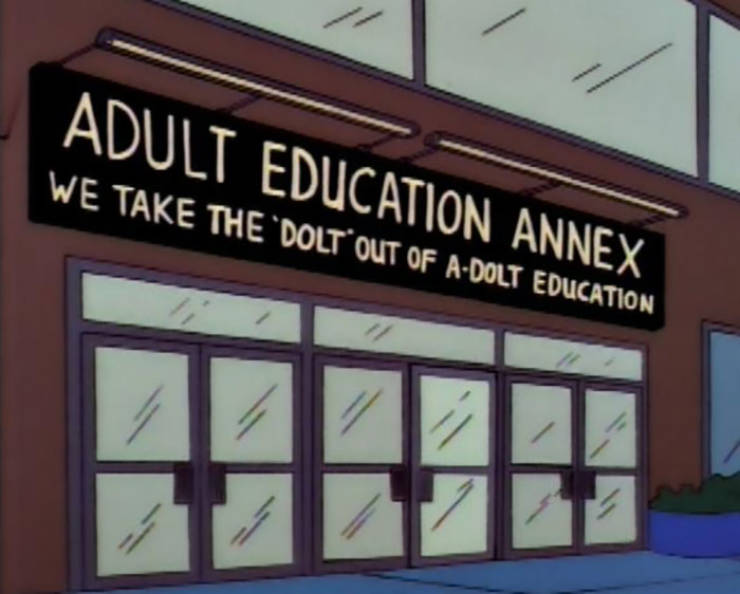 ADULT EDUCATION ANNEX
WE TAKE THE 'DOLT' OUT OF A-DOLT EDUCATION